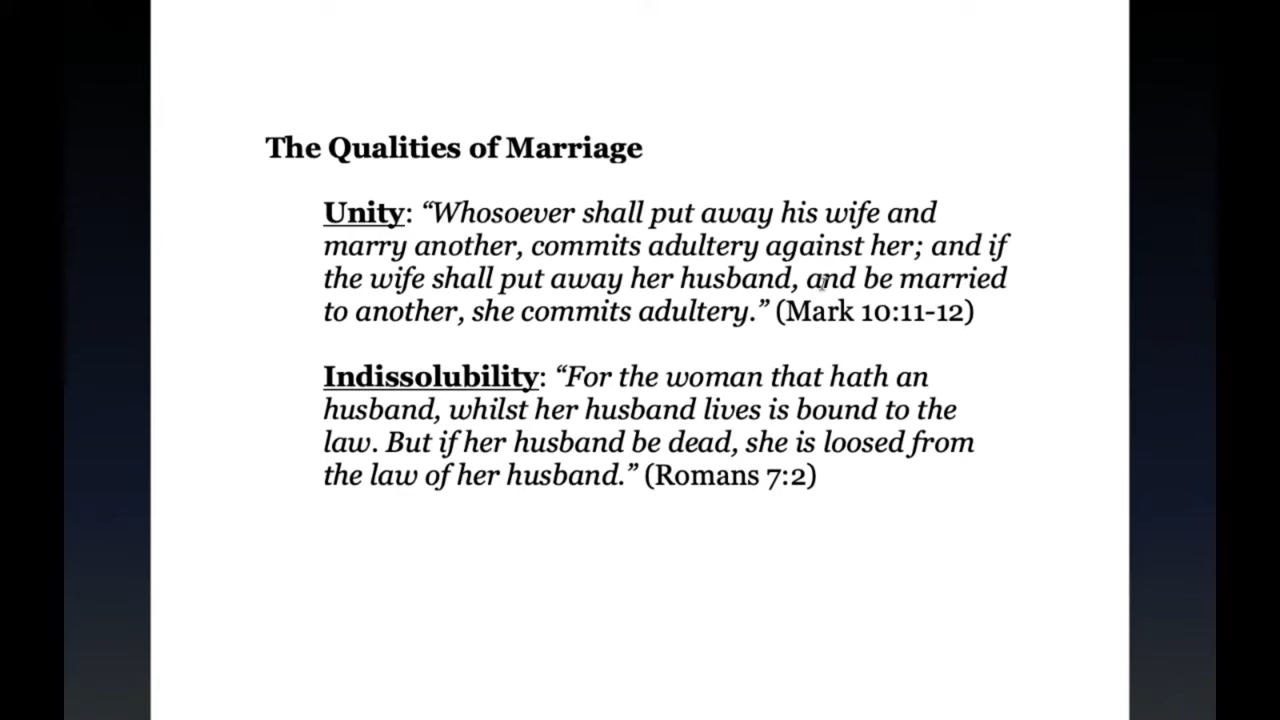 The Qualities of Marriage
Unity: “Whosoever shall put away his wife and
marry another, commits adultery against her; and if
the wife shall put away her husband, and be married
to another, she commits adultery.” (Mark 10:11-12)
Indissolubility: “For the woman that hath an
husband, whilst her husband lives is bound to the
law. But if her husband be dead, she is loosed from
the law of her husband.” (Romans 7:2)